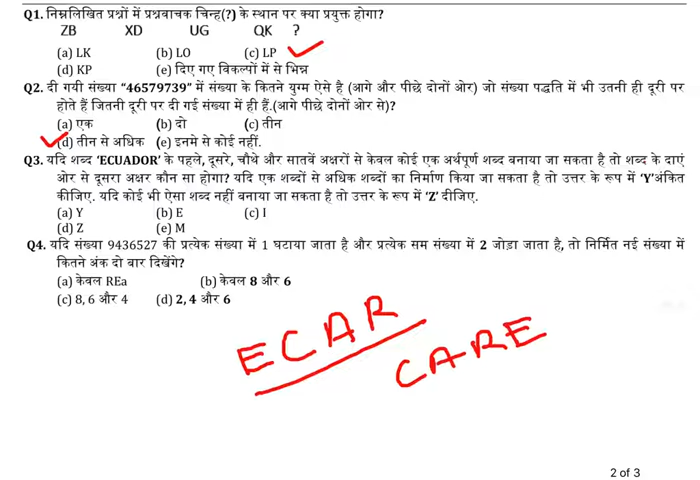 Q1. निम्नलिखित प्रश्नों में प्रश्नवाचक चिन्ह(?) के स्थान पर क्या प्रयुक्त होगा?
ZB XD UG QK ?
(a) LK (b) LO (c) LP
(d) KP (e) दिए गए विकल्पों में से भिन्न
Q2. दी गयी संख्या "46579739" में संख्या के कितने युग्म ऐसे है (आगे और पीछे दोनों ओर) जो संख्या पद्धति में भी उतनी ही दूरी पर
होते हैं जितनी दूरी पर दी गई संख्या में ही हैं.(आगे पीछे दोनों ओर से)?
(a) एक (b) दो (c) तीन
(d) तीन से अधिक (e) इनमे से कोई नहीं.
Q3. यदि शब्द 'ECUADOR' के पहले, दूसरे, चौथे और सातवें अक्षरों से केवल कोई एक अर्थपूर्ण शब्द बनाया जा सकता है तो शब्द के दाएं
ओर से दूसरा अक्षर कौन सा होगा? यदि एक शब्दों से अधिक शब्दों का निर्माण किया जा सकता है तो उत्तर के रूप में 'Y'अंकित
कीजिए. यदि कोई भी ऐसा शब्द नहीं बनाया जा सकता है तो उत्तर के रूप में 'Z' दीजिए.
(a) Y (b) E (c) I
(d) Z (e) M
Q4. यदि संख्या 9436527 की प्रत्येक संख्या में 1 घटाया जाता है और प्रत्येक सम संख्या में 2 जोड़ा जाता है, तो निर्मित नई संख्या में
कितने अंक दो बार दिखेंगे?
(a) केवल REa (b) केवल 8 और 6
(c) 8, 6 और 4 (d) 2, 4 और 6
ECAR
CARE
2 of 3